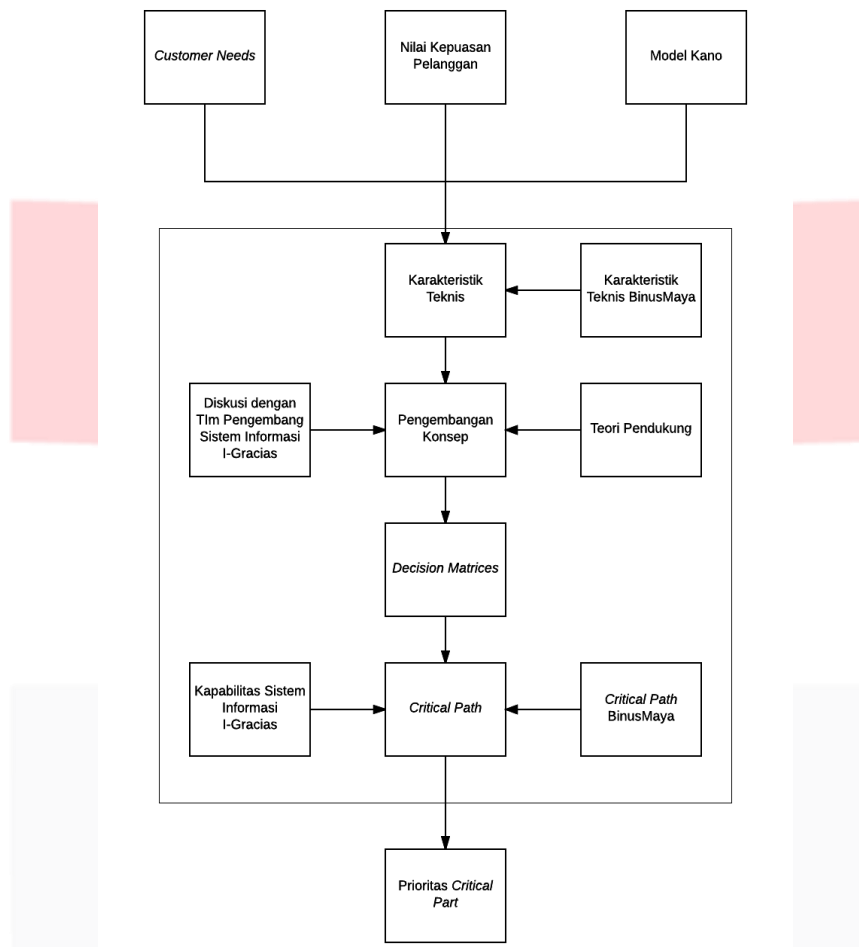 Customer Needs
Nilai Kepuasan
Pelanggan
Model Kano
Karakteristik
Teknis
Karakteristik
Teknis BinusMaya
Diskusi dengan
TIm Pengembang
Sistem Informasi
I-Gracias
Pengembangan
Konsep
Teori Pendukung
Decision Matrices
Kapabilitas Sistem
Informasi
I-Gracias
Critical Path
Critical Path
BinusMaya
Prioritas Critical
Part